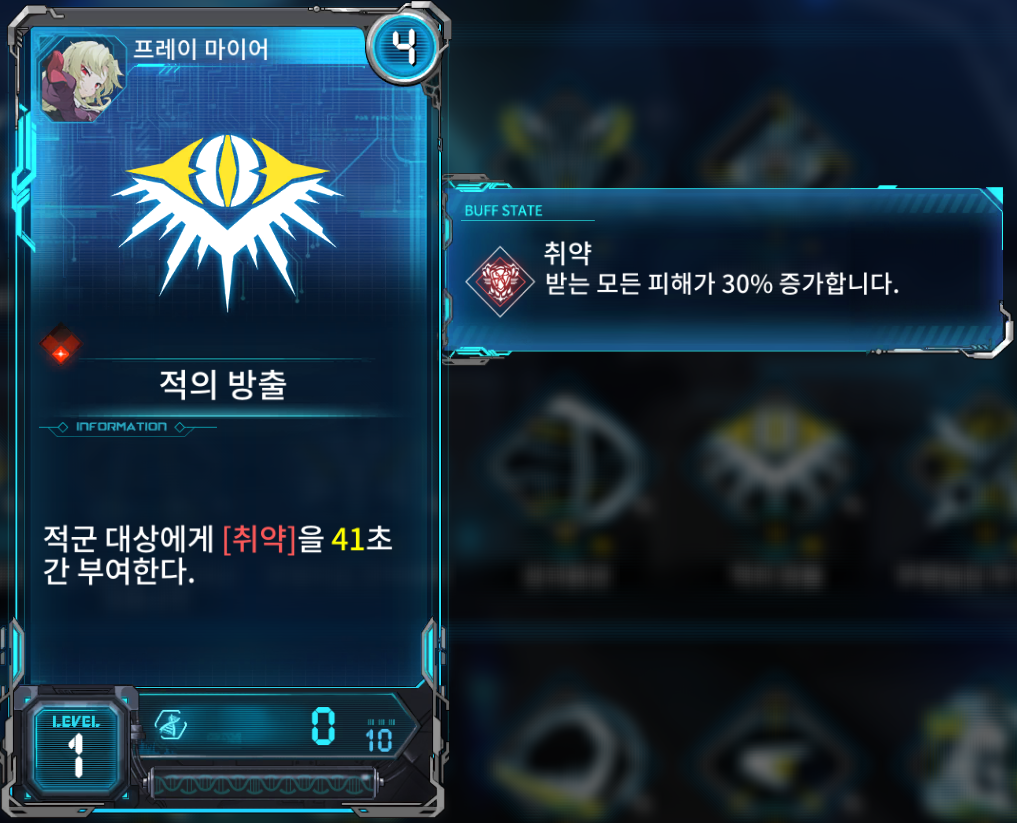 프레이 마이어
4
적의 방출
INFORMATION
적군 대상에게 [취약]을 41초
간 부여한다.
LEVEL
1
0
10
BUFF STATE
취약
받는 모든 피해가 30% 증가합니다.